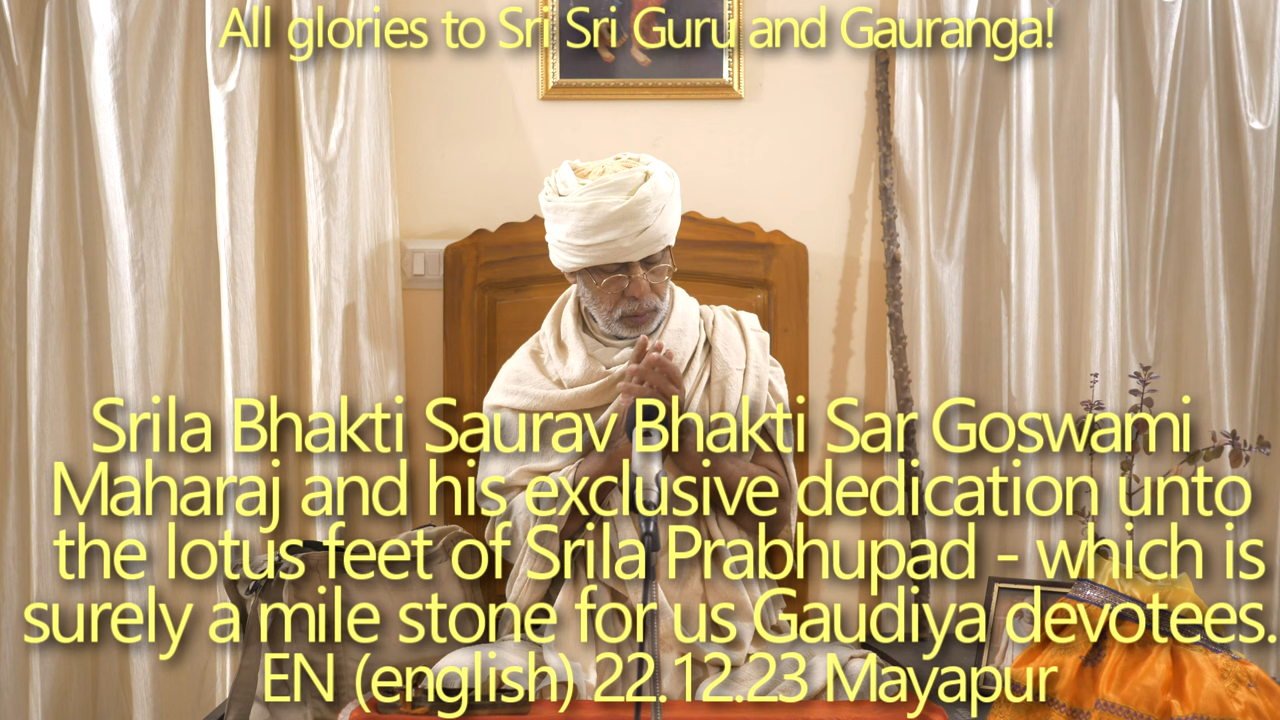 All glories to Sri Sri Guru and Gauranga!
Srila Bhakti Saurav Bhakti Sar Goswami
Maharaj and his exclusive dedication unto
the lotus feet of Srila Prabhupad - which is
surely a mile stone for us Gaudiya devotees.
EN (english) 22.12.23 Mayapur